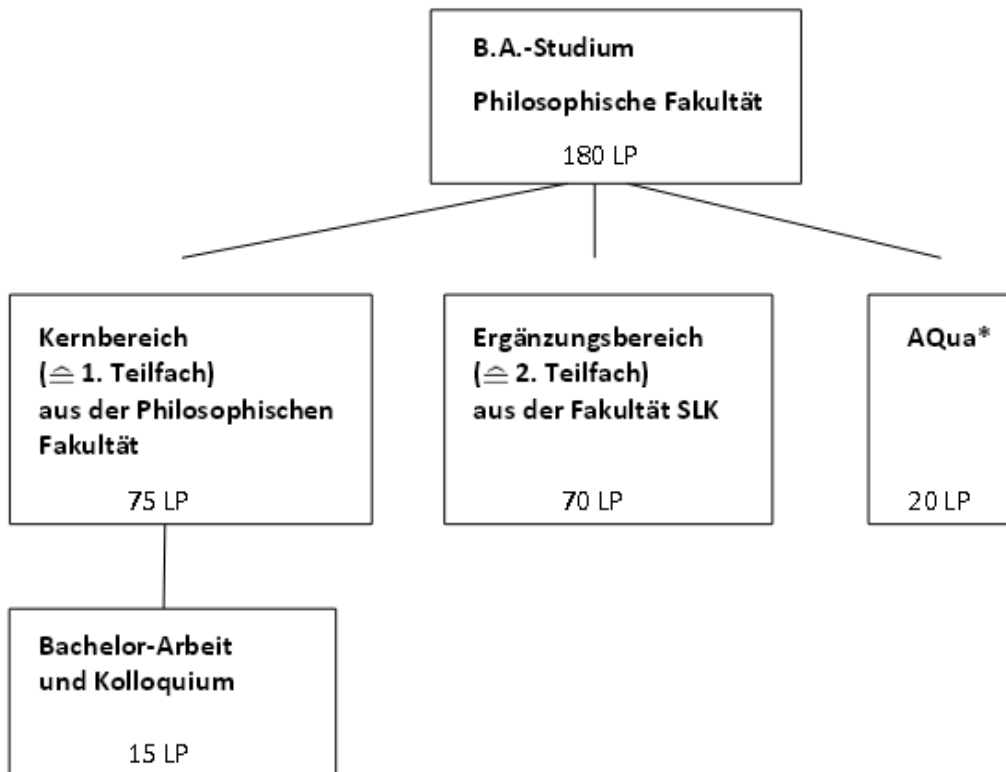 B.A.-Studium
Philosophische Fakultät
180 LP
Kernbereich
(≙ 1. Teilfach)
aus der Philosophischen
Fakultät
75 LP
Ergänzungsbereich
(≙ 2. Teilfach)
aus der Fakultät SLK
70 LP
AQua*
20 LP
Bachelor-Arbeit
und Kolloquium
15 LP